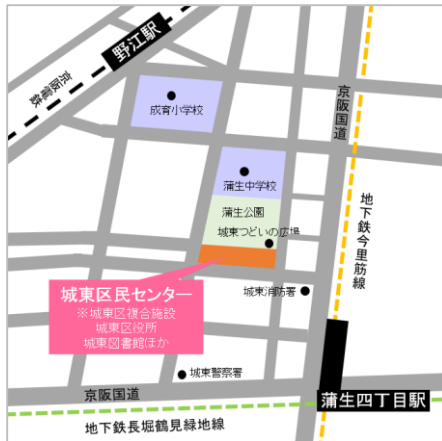 野江駅
京阪電鉄
成育小学校
京阪国道
蒲生中学校
地下鉄今里筋線
蒲生公園
城東つどいの広場
城東区民センター
※城東区複合施設
城東区役所
城東図書館ほか
城東消防署
城東警察署
京阪国道
蒲生四丁目駅
地下鉄長堀鶴見緑地線